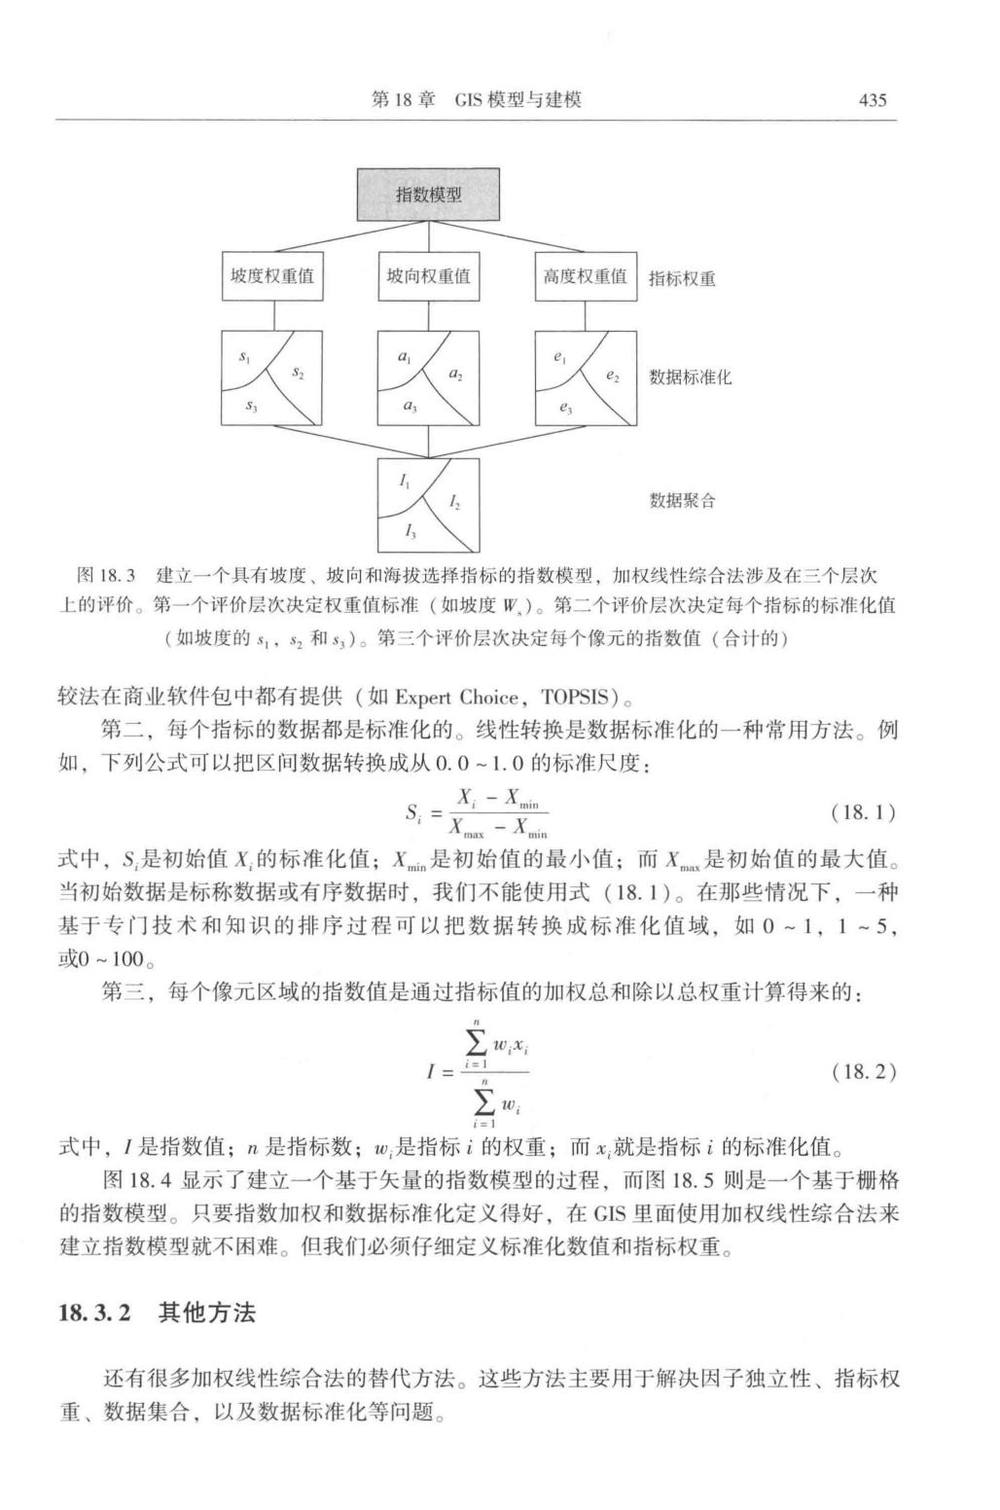 第 18 章 GIS 模型与建模 435
指数模型
坡度权重值 坡向权重值 高度权重值 指标权重
s₁ s₂ s₃ a₁ a₂ a₃ e₁ e₂ e₃ 数据标准化
I₁ I₂ I₃ 数据聚合
图 18.3 建立一个具有坡度、坡向和海拔选择指标的指数模型，加权线性综合法涉及在三个层次
上的评价。第一个评价层次决定权重值标准（如坡度 Wₛ）。第二个评价层次决定每个指标的标准化值
（如坡度的 s₁，s₂ 和 s₃）。第三个评价层次决定每个像元的指数值（合计的）
较法在商业软件包中都有提供（如 Expert Choice，TOPSIS）。
第二，每个指标的数据都是标准化的。线性转换是数据标准化的一种常用方法。例
如，下列公式可以把区间数据转换成从 0.0 ~ 1.0 的标准尺度：
Sᵢ = (Xᵢ − X_min) / (X_max − X_min) (18.1)
式中，Sᵢ是初始值 Xᵢ的标准化值；X_min是初始值的最小值；而 X_max是初始值的最大值。
当初始数据是标称数据或有序数据时，我们不能使用式（18.1）。在那些情况下，一种
基于专门技术和知识的排序过程可以把数据转换成标准化值域，如 0 ~ 1，1 ~ 5，
或0 ~ 100。
第三，每个像元区域的指数值是通过指标值的加权总和除以总权重计算得来的：
I = (∑ᵢ₌₁ⁿ wᵢxᵢ) / (∑ᵢ₌₁ⁿ wᵢ) (18.2)
式中，I 是指数值；n 是指标数；wᵢ是指标 i 的权重；而 xᵢ就是指标 i 的标准化值。
图 18.4 显示了建立一个基于矢量的指数模型的过程，而图 18.5 则是一个基于栅格
的指数模型。只要指数加权和数据标准化定义得好，在 GIS 里面使用加权线性综合法来
建立指数模型就不困难。但我们必须仔细定义标准化数值和指标权重。
18.3.2 其他方法
还有很多加权线性综合法的替代方法。这些方法主要用于解决因子独立性、指标权
重、数据集合，以及数据标准化等问题。